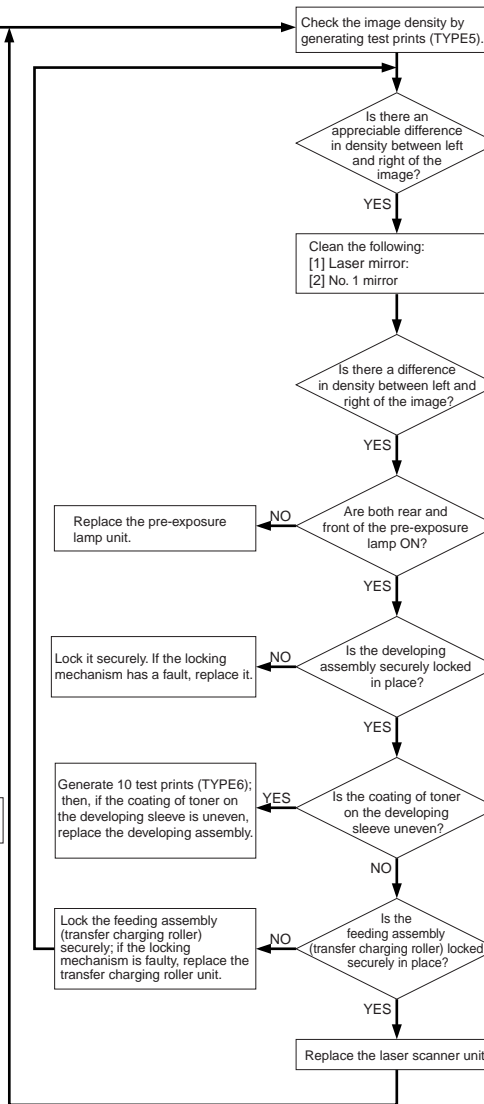 Check the image density by
generating test prints (TYPE5).
Is there an
appreciable difference
in density between left
and right of the
image?
YES
Clean the following:
[1] Laser mirror:
[2] No. 1 mirror
Is there a difference
in density between left and
right of the image?
YES
Are both rear and
front of the pre-exposure
lamp ON?
NO
Replace the pre-exposure
lamp unit.
YES
Is the developing
assembly securely locked
in place?
NO
Lock it securely. If the locking
mechanism has a fault, replace it.
YES
Is the coating of toner
on the developing
sleeve uneven?
YES
Generate 10 test prints (TYPE6);
then, if the coating of toner on
the developing sleeve is uneven,
replace the developing assembly.
NO
Is the
feeding assembly
(transfer charging roller) locked
securely in place?
NO
Lock the feeding assembly
(transfer charging roller)
securely; if the locking
mechanism is faulty, replace the
transfer charging roller unit.
YES
Replace the laser scanner unit